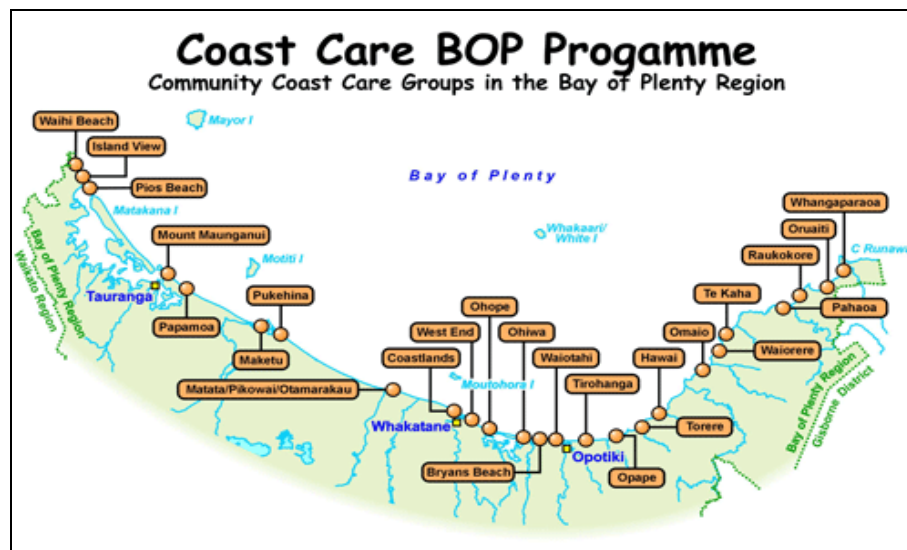 Coast Care BOP Progamme
Community Coast Care Groups in the Bay of Plenty Region
Waihi Beach
Mayor I
Island View
Pios Beach
Bay of Plenty
Matakana I
Whakaari/
White I
Whangaparaoa
Oruaiti
C Runawa
Mount Maunganui
Motiti I
Raukokore
Bay of Plenty Region
Waikato Region
Tauranga
Pukehina
Te Kaha
Pahaoa
Papamoa
Ohope
West End
Ohiwa
Omaio
Maketu
Coastlands
Waiotahi
Hawai
Waiorere
Moutohora I
Tirohanga
Matata/Pikowai/Otamarakau
Bay of Plenty Region
Gisborne District
Whakatane
Torere
Opotiki
Bryans Beach
Opape